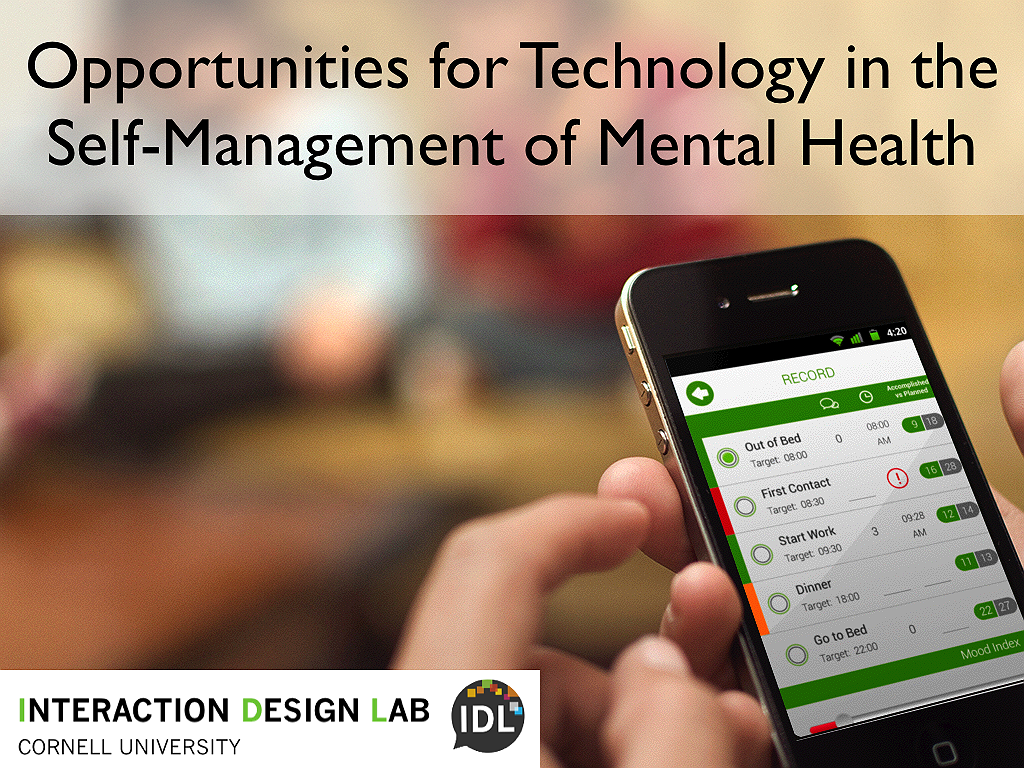 Opportunities for Technology in the
Self-Management of Mental Health
4:20
RECORD
Accomplished
vs Planned
Out of Bed 0 08:00 AM 9 18
Target: 08:00
First Contact ! 16 28
Target: 08:30
Start Work 3 09:28 AM 12 14
Target: 09:30
Dinner 11 13
Target: 18:00
Go to Bed 0 22 27
Target: 22:00
Mood Index
INTERACTION DESIGN LAB
CORNELL UNIVERSITY
IDL